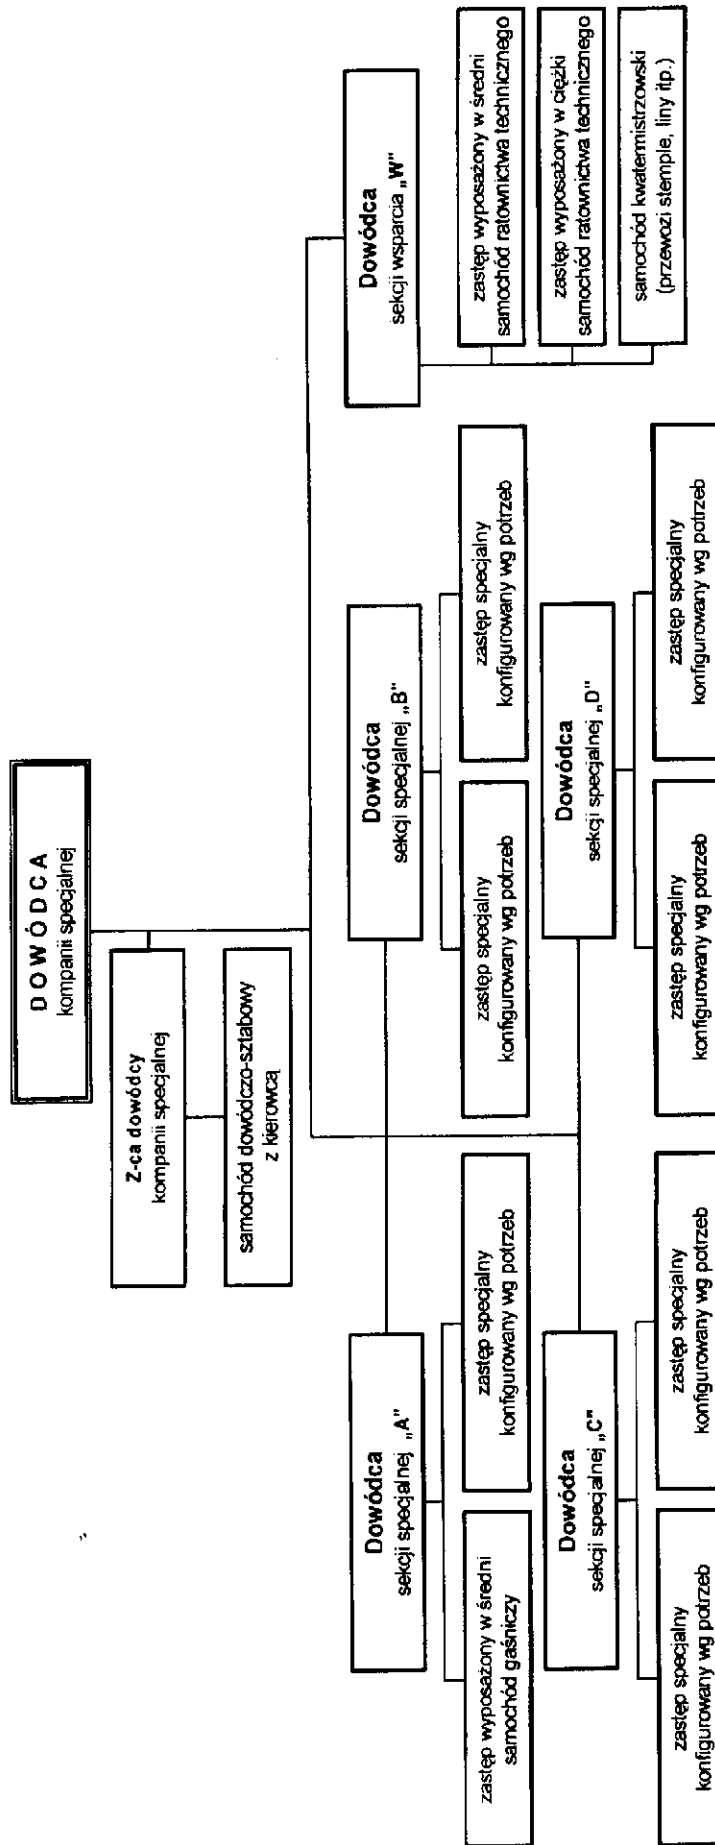 DOWÓDCA
kompanii specjalnej
Z-ca dowódcy
kompanii specjalnej
samochód dowódczo-sztabowy
z kierowcą
Dowódca
sekcji specjalnej „A"
zastęp wyposażony w średni
samochód gaśniczy
zastęp specjalny
konfigurowany wg potrzeb
Dowódca
sekcji specjalnej „B"
zastęp specjalny
konfigurowany wg potrzeb
zastęp specjalny
konfigurowany wg potrzeb
Dowódca
sekcji wsparcia „W"
zastęp wyposażony w średni
samochód ratownictwa technicznego
zastęp wyposażony w ciężki
samochód ratownictwa technicznego
samochód kwatermistrzowski
(przewozi stemple, liny itp.)
Dowódca
sekcji specjalnej „C"
zastęp specjalny
konfigurowany wg potrzeb
zastęp specjalny
konfigurowany wg potrzeb
Dowódca
sekcji specjalnej „D"
zastęp specjalny
konfigurowany wg potrzeb
zastęp specjalny
konfigurowany wg potrzeb